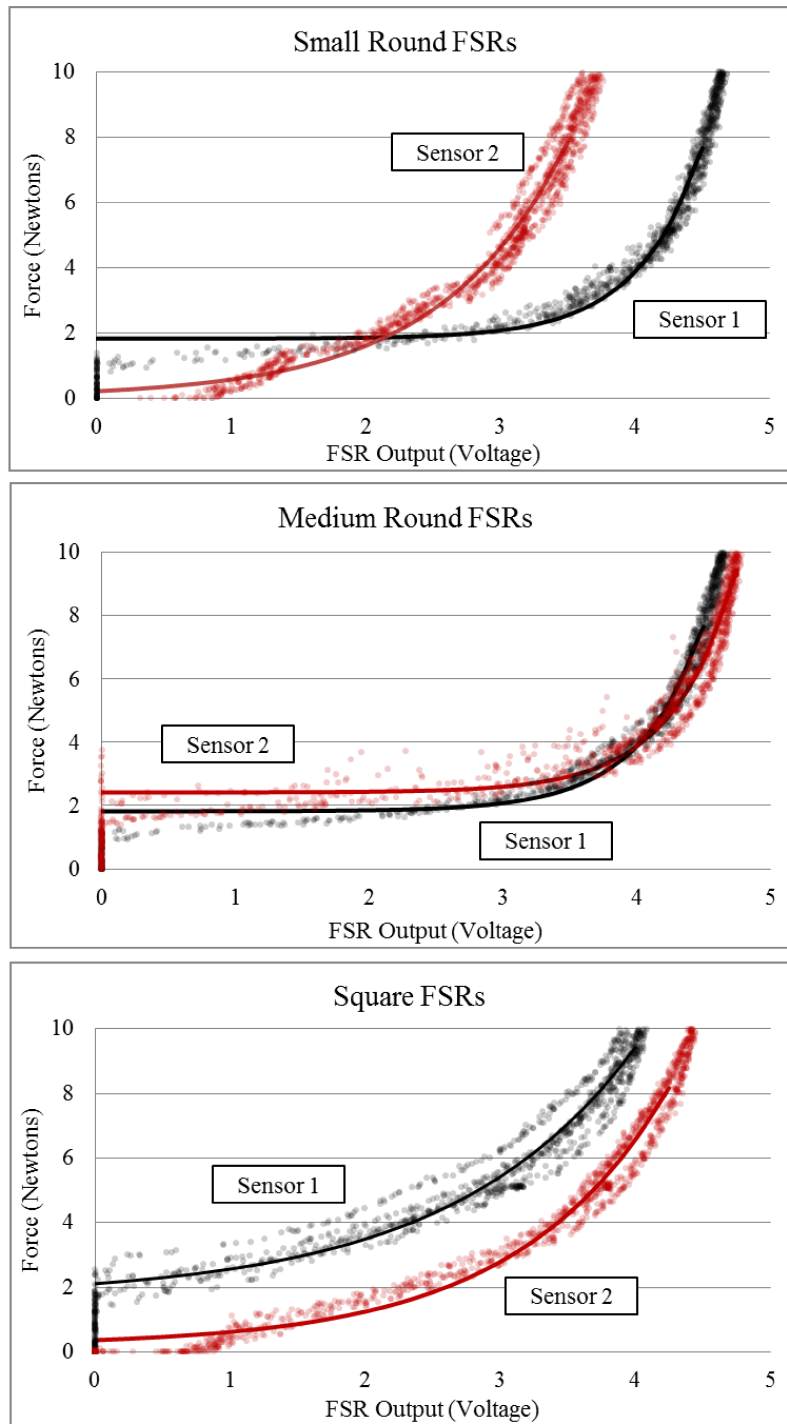 Small Round FSRs
10
8
6
4
2
0
Force (Newtons)
Sensor 2
Sensor 1
0 1 2 3 4 5
FSR Output (Voltage)
Medium Round FSRs
10
8
6
4
2
0
Force (Newtons)
Sensor 2
Sensor 1
0 1 2 3 4 5
FSR Output (Voltage)
Square FSRs
10
8
6
4
2
0
Force (Newtons)
Sensor 1
Sensor 2
0 1 2 3 4 5
FSR Output (Voltage)